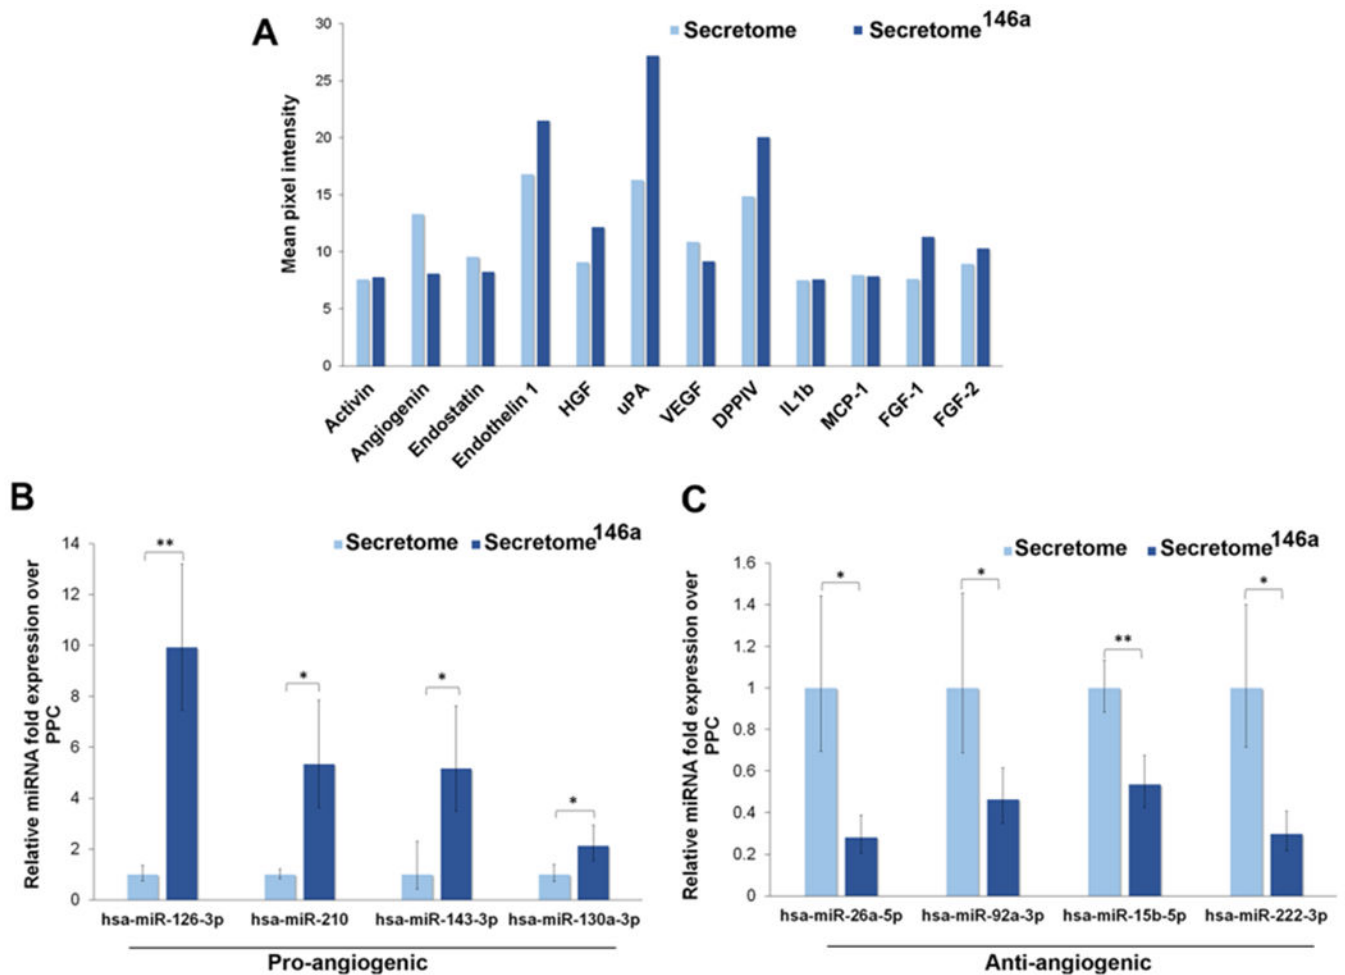 A
Secretome
Secretome146a
Mean pixel intensity
30
25
20
15
10
5
0
Activin
Angiogenin
Endostatin
Endothelin 1
HGF
uPA
VEGF
DPPIV
IL1b
MCP-1
FGF-1
FGF-2
B
Secretome
Secretome146a
Relative miRNA fold expression over
PPC
14
12
10
8
6
4
2
0
**
*
*
*
hsa-miR-126-3p
hsa-miR-210
hsa-miR-143-3p
hsa-miR-130a-3p
Pro-angiogenic
C
Secretome
Secretome146a
Relative miRNA fold expression over
PPC
1.6
1.4
1.2
1
0.8
0.6
0.4
0.2
0
*
*
**
*
hsa-miR-26a-5p
hsa-miR-92a-3p
hsa-miR-15b-5p
hsa-miR-222-3p
Anti-angiogenic